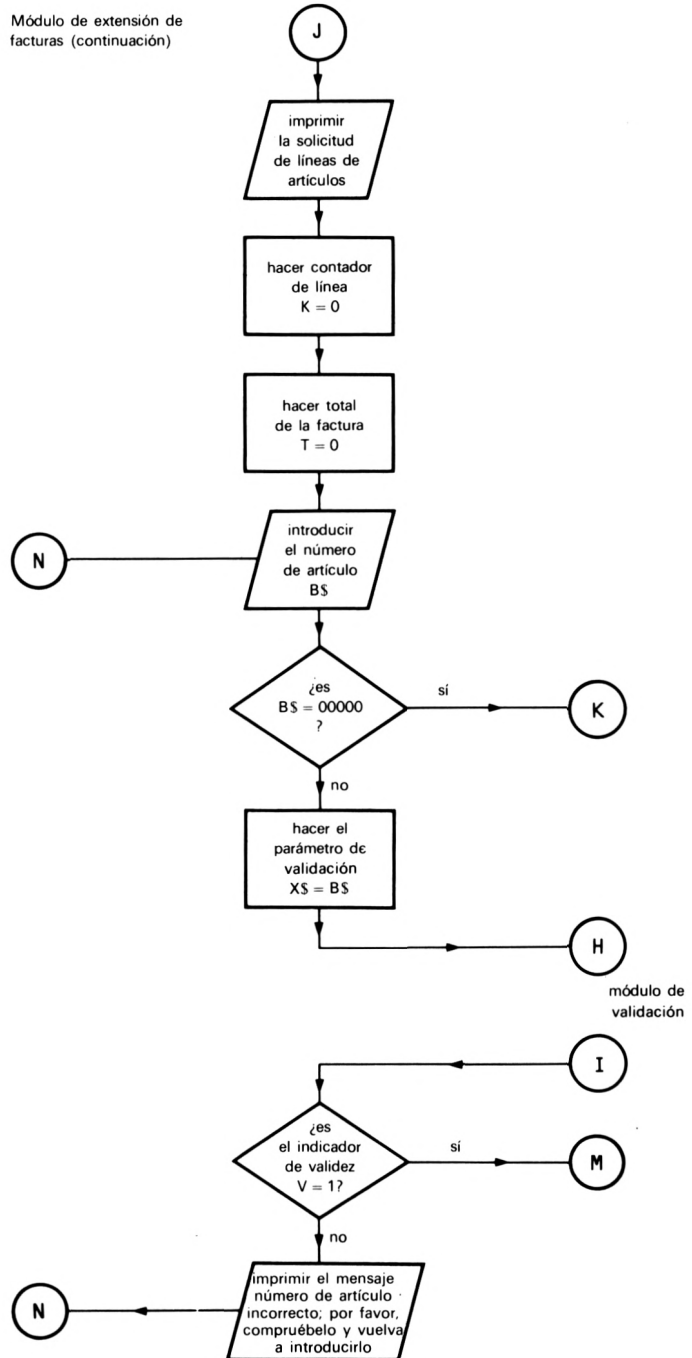 Módulo de extensión de
facturas (continuación)
J
imprimir
la solicitud
de líneas de
artículos
hacer contador
de línea
K = 0
hacer total
de la factura
T = 0
N
introducir
el número
de artículo
B$
¿es
B$ = 00000
?
sí
K
no
hacer el
parámetro de
validación
X$ = B$
H
módulo de
validación
I
¿es
el indicador
de validez
V = 1?
sí
M
no
imprimir el mensaje
número de artículo
incorrecto; por favor,
compruébelo y vuelva
a introducirlo
N